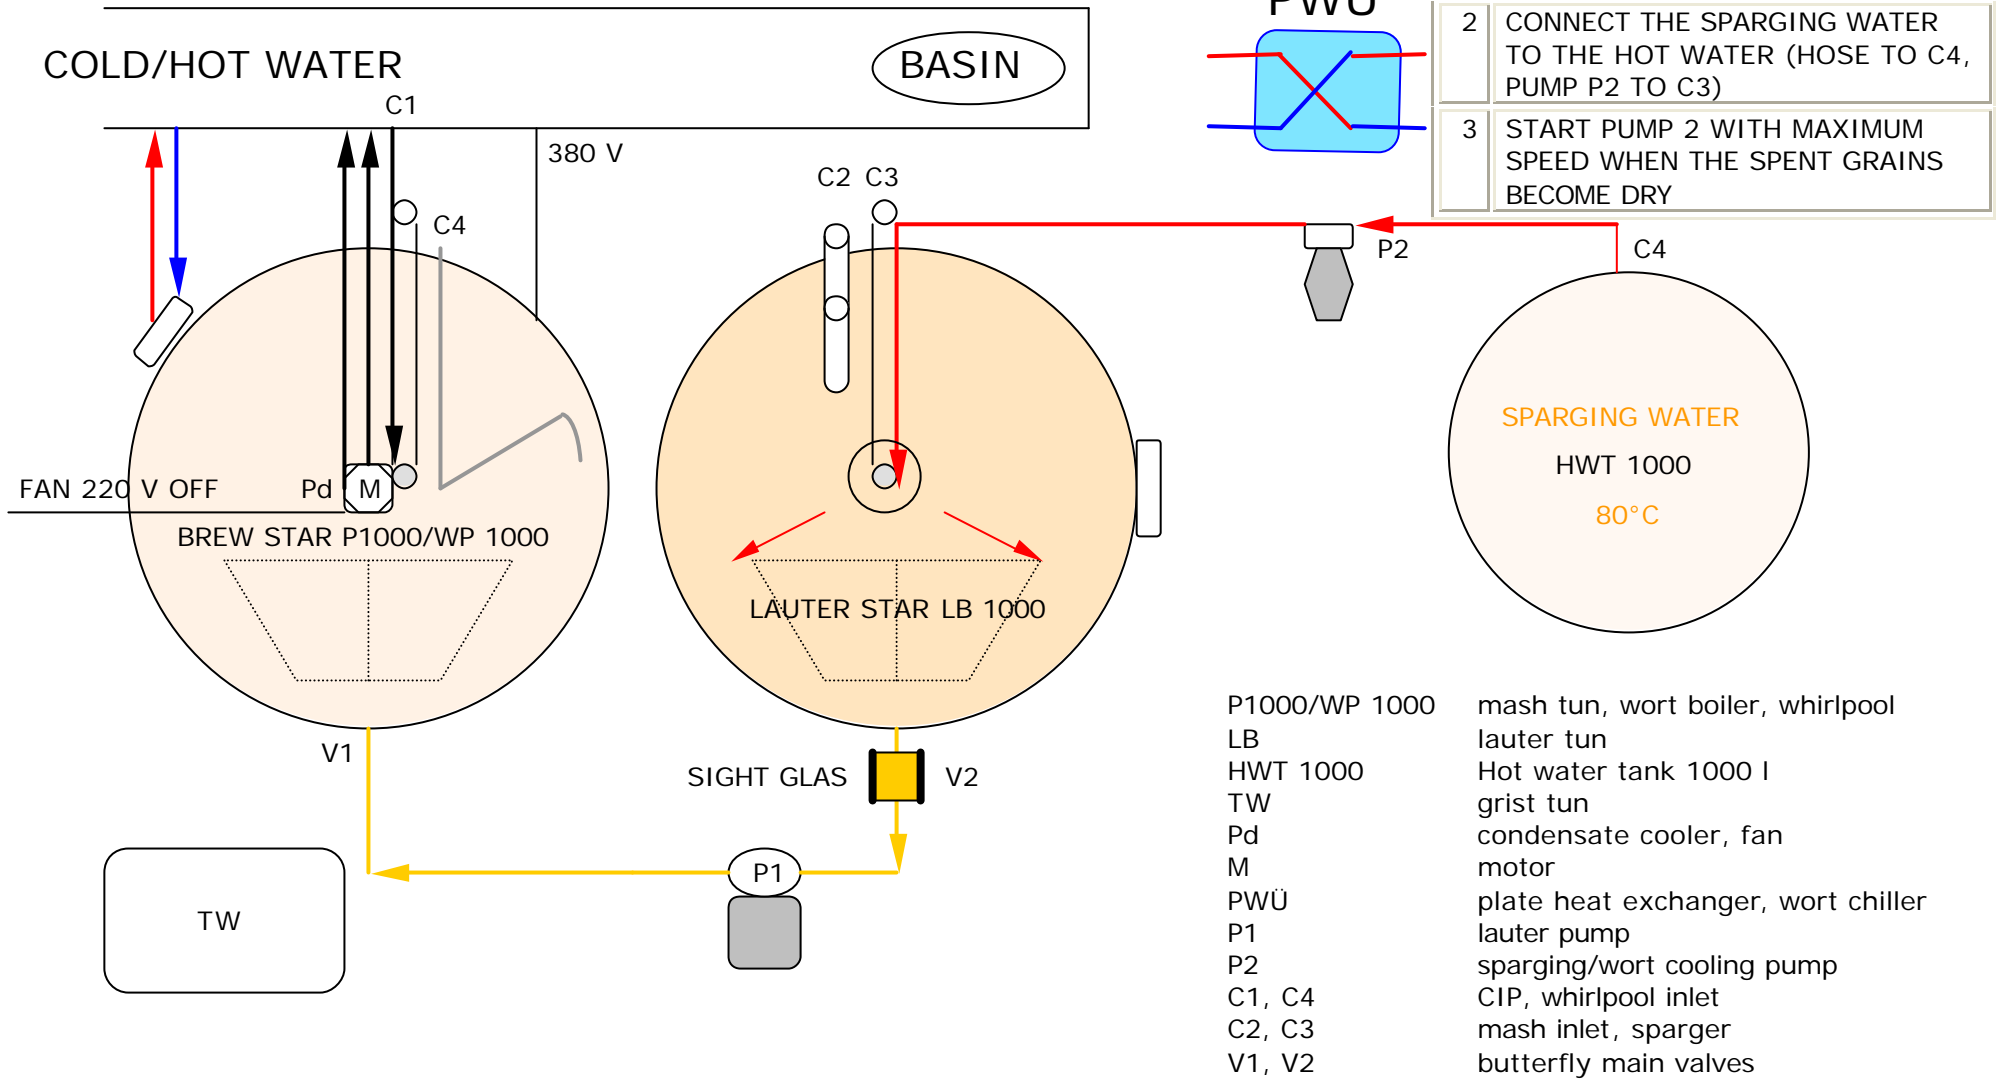 PWÜ
2 CONNECT THE SPARGING WATER
TO THE HOT WATER (HOSE TO C4,
PUMP P2 TO C3)
3 START PUMP 2 WITH MAXIMUM
SPEED WHEN THE SPENT GRAINS
BECOME DRY
COLD/HOT WATER
BASIN
C1
380 V
C2 C3
C4
P2
C4
SPARGING WATER
HWT 1000
80°C
FAN 220 V OFF
Pd
M
BREW STAR P1000/WP 1000
LAUTER STAR LB 1000
V1
SIGHT GLAS
V2
P1
TW
P1000/WP 1000 mash tun, wort boiler, whirlpool
LB lauter tun
HWT 1000 Hot water tank 1000 l
TW grist tun
Pd condensate cooler, fan
M motor
PWÜ plate heat exchanger, wort chiller
P1 lauter pump
P2 sparging/wort cooling pump
C1, C4 CIP, whirlpool inlet
C2, C3 mash inlet, sparger
V1, V2 butterfly main valves